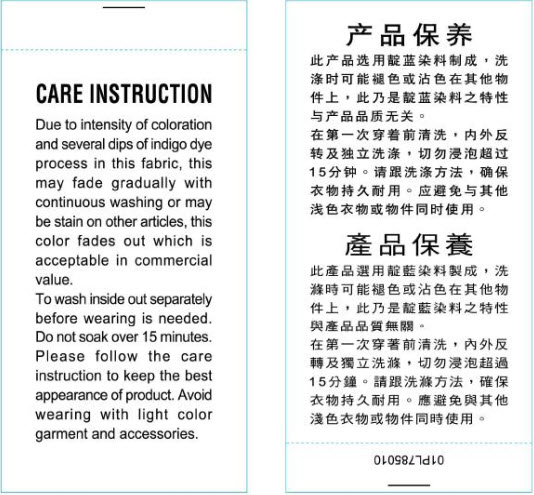 CARE INSTRUCTION
Due to intensity of coloration
and several dips of indigo dye
process in this fabric, this
may fade gradually with
continuous washing or may
be stain on other articles, this
color fades out which is
acceptable in commercial
value.
To wash inside out separately
before wearing is needed.
Do not soak over 15 minutes.
Please follow the care
instruction to keep the best
appearance of product. Avoid
wearing with light color
garment and accessories.
产品保养
此产品选用靛蓝染料制成，洗
涤时可能褪色或沾色在其他物
件上，此乃是靛蓝染料之特性
与产品品质无关。
在第一次穿着前清洗，内外反
转及独立洗涤，切勿浸泡超过
15分钟。请跟洗涤方法，确保
衣物持久耐用。应避免与其他
浅色衣物或物件同时使用。
產品保養
此產品選用靛藍染料製成，洗
滌時可能褪色或沾色在其他物
件上，此乃是靛藍染料之特性
與產品品質無關。
在第一次穿著前清洗，內外反
轉及獨立洗滌，切勿浸泡超過
15分鐘。請跟洗滌方法，確保
衣物持久耐用。應避免與其他
淺色衣物或物件同時使用。
01PL785010